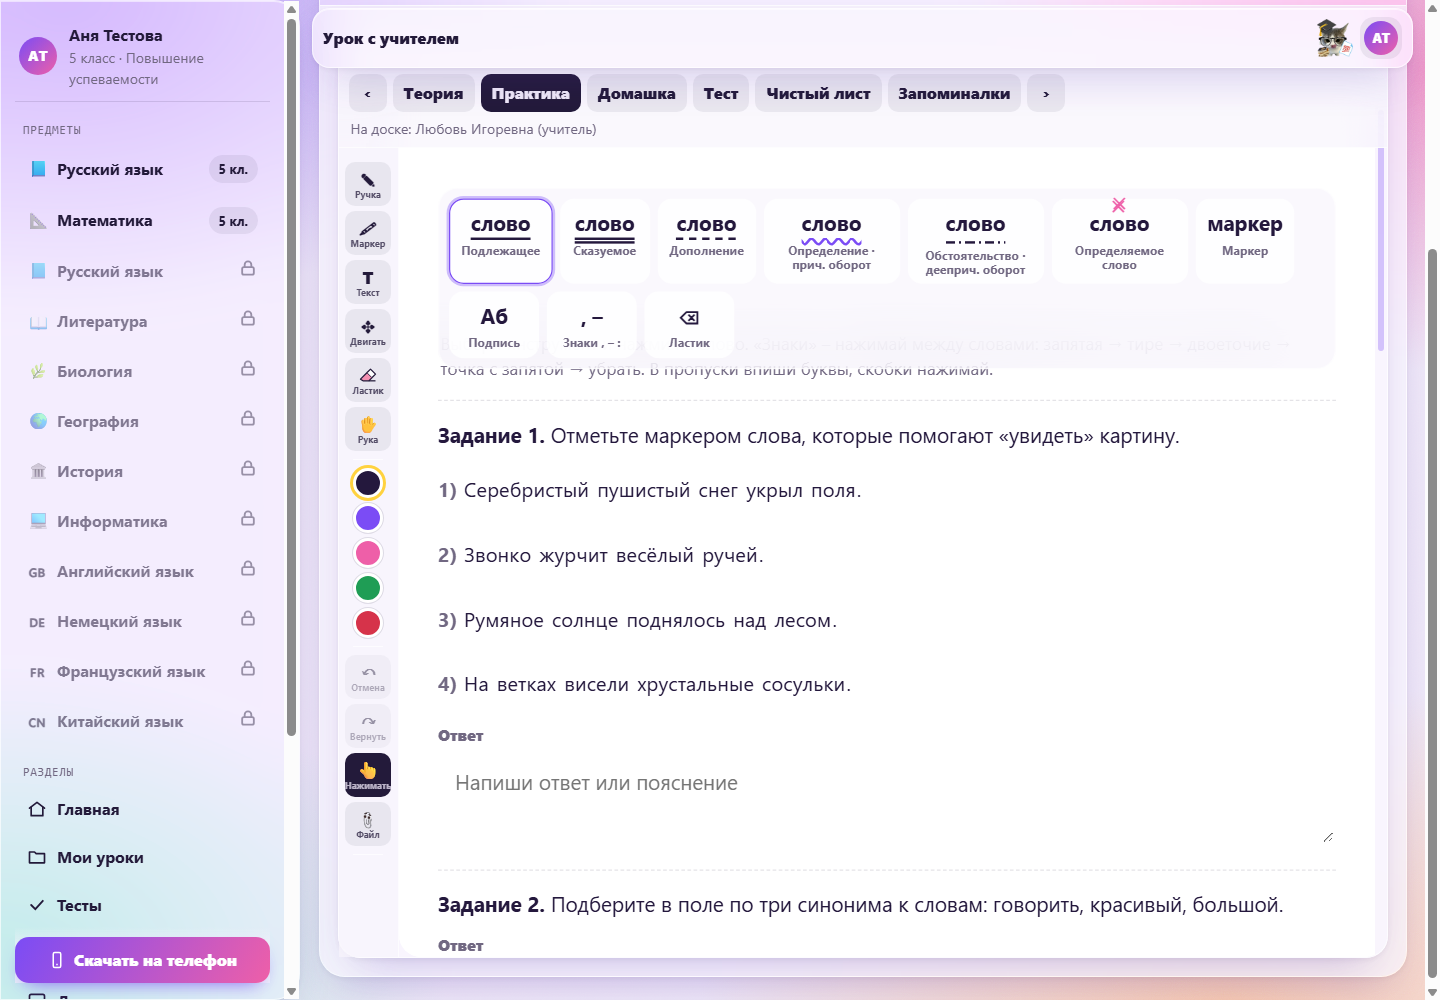 АТ
Аня Тестова
5 класс · Повышение
успеваемости
ПРЕДМЕТЫ
Русский язык 5 кл.
Математика 5 кл.
Русский язык
Литература
Биология
География
История
Информатика
GB Английский язык
DE Немецкий язык
FR Французский язык
CN Китайский язык
РАЗДЕЛЫ
Главная
Мои уроки
Тесты
Скачать на телефон
Урок с учителем
АТ
‹ Теория Практика Домашка Тест Чистый лист Запоминалки ›
На доске: Любовь Игоревна (учитель)
Ручка
Маркер
Т
Текст
Двигать
Ластик
Рука
Отмена
Вернуть
Нажимать
Файл
слово
Подлежащее
слово
Сказуемое
слово
Дополнение
слово
Определение ·
прич. оборот
слово
Обстоятельство ·
дееприч. оборот
слово
Определяемое
слово
маркер
Маркер
Аб
Подпись
, –
Знаки , – :
Ластик
«Знаки» – нажимай между словами: запятая → тире → двоеточие →
точка с запятой → убрать. В пропуски впиши буквы, скобки нажимай.
Задание 1. Отметьте маркером слова, которые помогают «увидеть» картину.
1) Серебристый пушистый снег укрыл поля.
2) Звонко журчит весёлый ручей.
3) Румяное солнце поднялось над лесом.
4) На ветках висели хрустальные сосульки.
Ответ
Напиши ответ или пояснение
Задание 2. Подберите в поле по три синонима к словам: говорить, красивый, большой.
Ответ